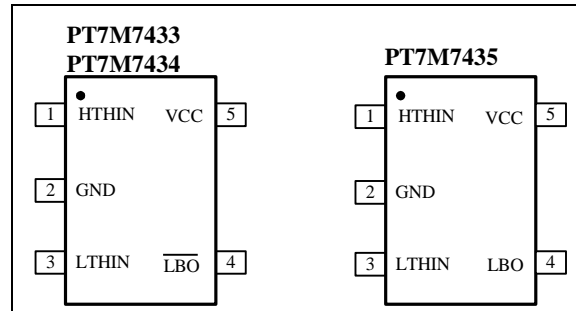 PT7M7433
PT7M7434
1 HTHIN VCC 5
2 GND
3 LTHIN L̅B̅O̅ 4
PT7M7435
1 HTHIN VCC 5
2 GND
3 LTHIN LBO 4